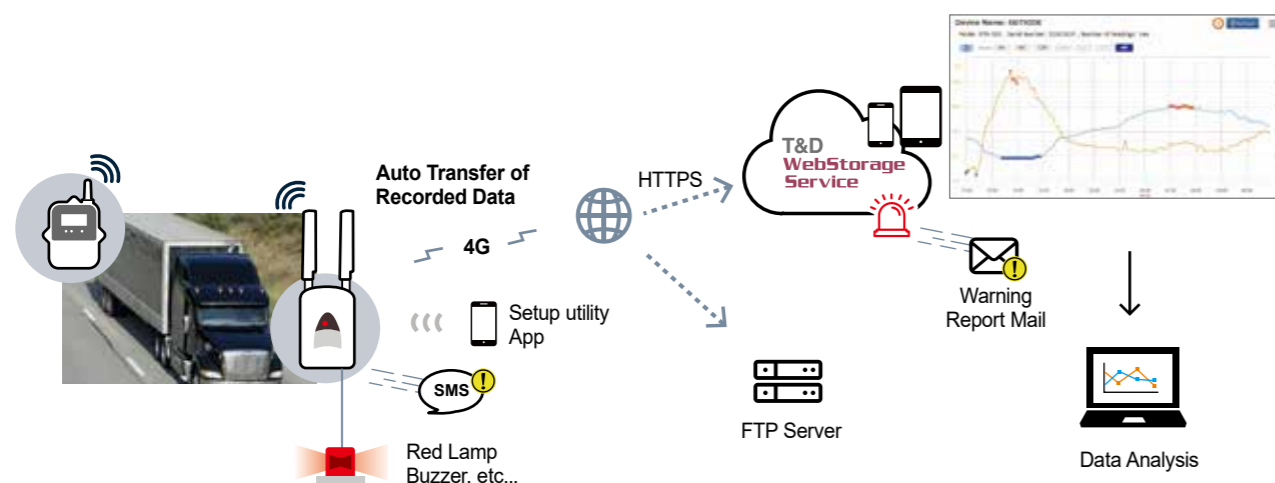 Device Name:
Auto Transfer of
Recorded Data
4G
HTTPS
T&D
WebStorage
Service
Setup utility
App
SMS
!
Red Lamp
Buzzer, etc...
FTP Server
!
Warning
Report Mail
Data Analysis